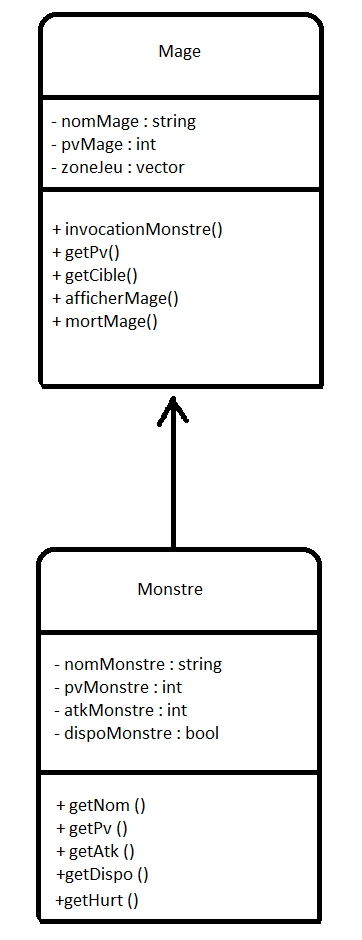 Mage
- nomMage : string
- pvMage : int
- zoneJeu : vector
+ invocationMonstre()
+ getPv()
+ getCible()
+ afficherMage()
+ mortMage()
Monstre
- nomMonstre : string
- pvMonstre : int
- atkMonstre : int
- dispoMonstre : bool
+ getNom ()
+ getPv ()
+ getAtk ()
+getDispo ()
+getHurt ()